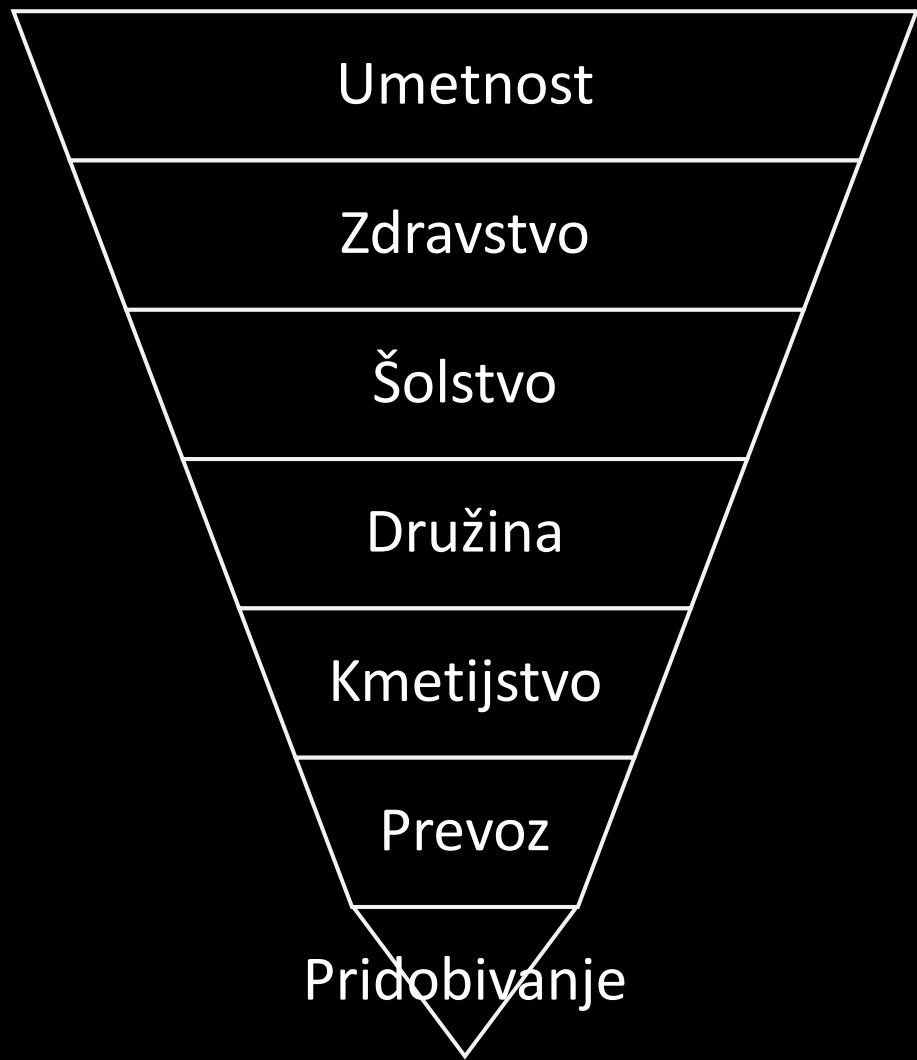 Umetnost
Zdravstvo
Šolstvo
Družina
Kmetijstvo
Prevoz
Pridobivanje